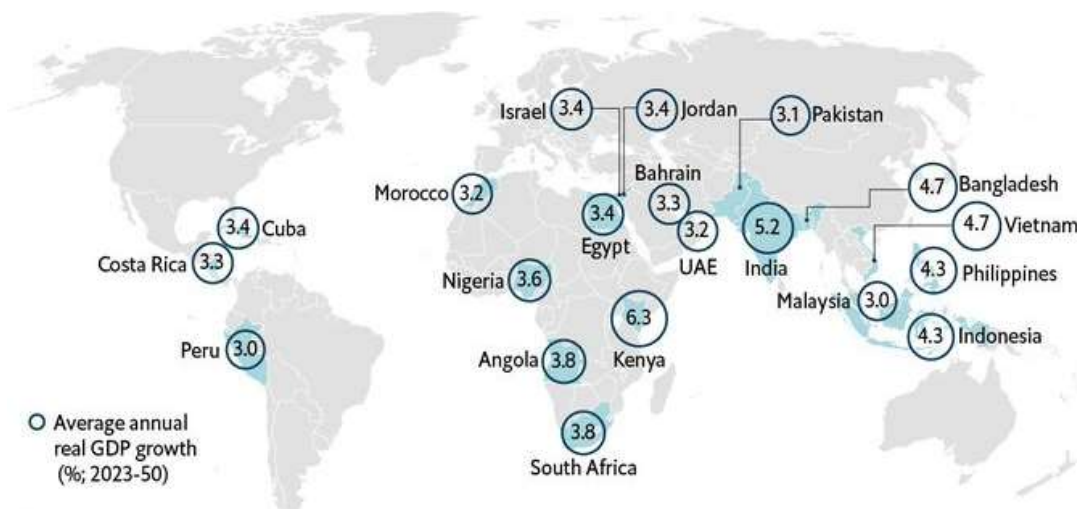 Israel 3.4
3.4 Jordan
3.1 Pakistan
Morocco 3.2
Bahrain
3.3
3.4
Egypt
3.2
UAE
5.2
India
4.7 Bangladesh
4.7 Vietnam
3.4 Cuba
Costa Rica 3.3
Nigeria 3.6
4.3 Philippines
Malaysia 3.0
6.3
Kenya
4.3 Indonesia
Peru 3.0
Angola 3.8
3.8
South Africa
Average annual
real GDP growth
(%; 2023-50)